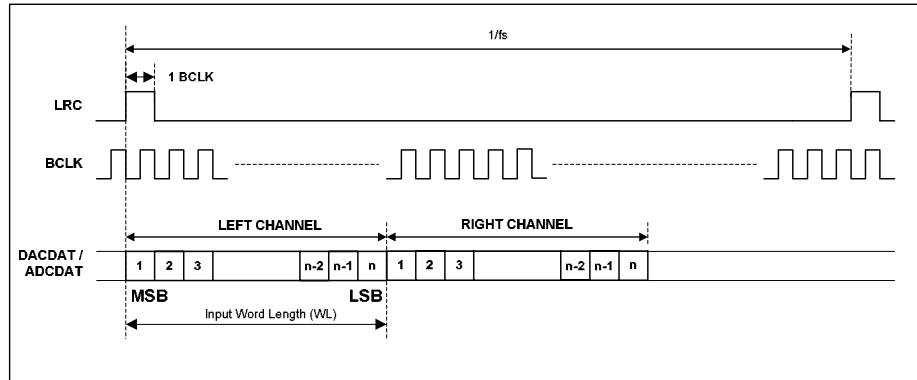 1/fs
1 BCLK
LRC
BCLK
LEFT CHANNEL RIGHT CHANNEL
DACDAT /
ADCDAT
1 2 3 n-2 n-1 n 1 2 3 n-2 n-1 n
MSB LSB
Input Word Length (WL)